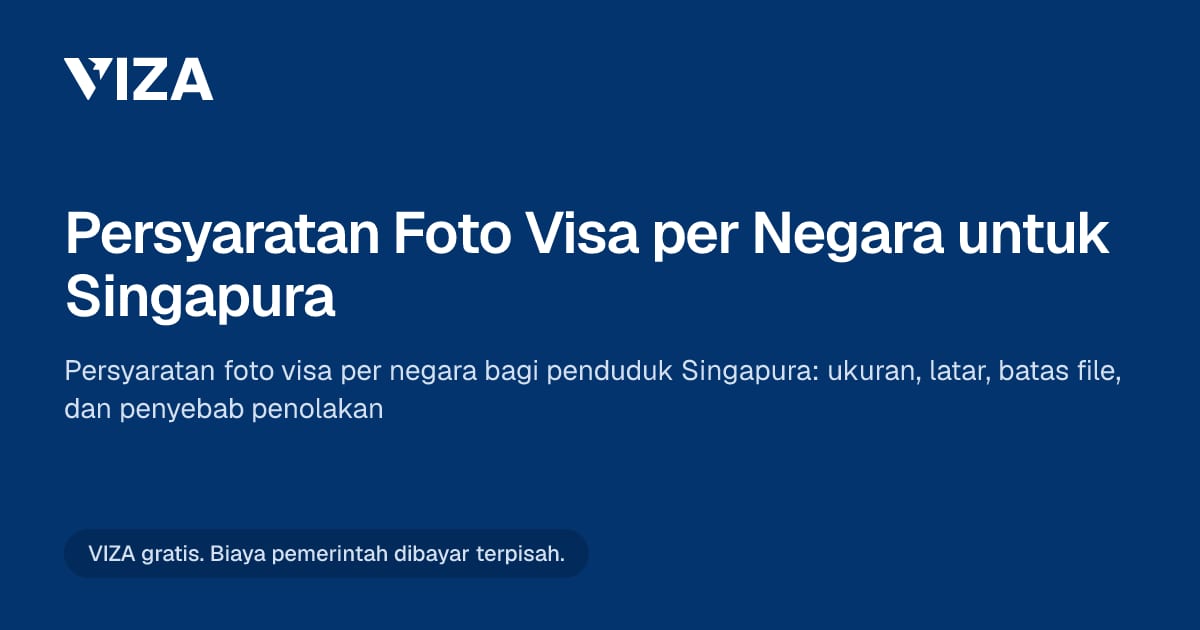 VIZA
Persyaratan Foto Visa per Negara untuk
Singapura
Persyaratan foto visa per negara bagi penduduk Singapura: ukuran, latar, batas file,
dan penyebab penolakan
VIZA gratis. Biaya pemerintah dibayar terpisah.